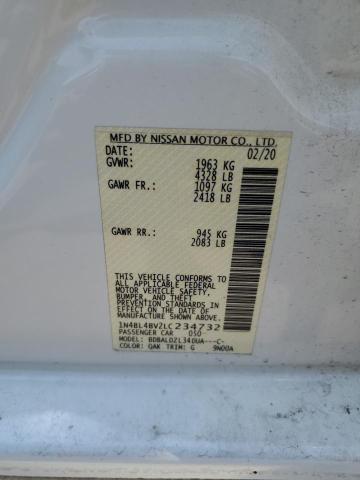 MFD BY NISSAN MOTOR CO., LTD.
DATE: 02/20
GVWR: 1963 KG
4328 LB
GAWR FR.: 1097 KG
2418 LB
GAWR RR.: 945 KG
2083 LB
THIS VEHICLE CONFORMS TO
ALL APPLICABLE FEDERAL
MOTOR VEHICLE SAFETY,
BUMPER, AND THEFT
PREVENTION STANDARDS IN
EFFECT ON THE DATE OF
MANUFACTURE SHOWN
ABOVE.
1N4BL4BV2LC234732
PASSENGER CAR 050
MODEL: BDBALDZL34DUA---C-
COLOR: QAK TRIM: G 9N00A